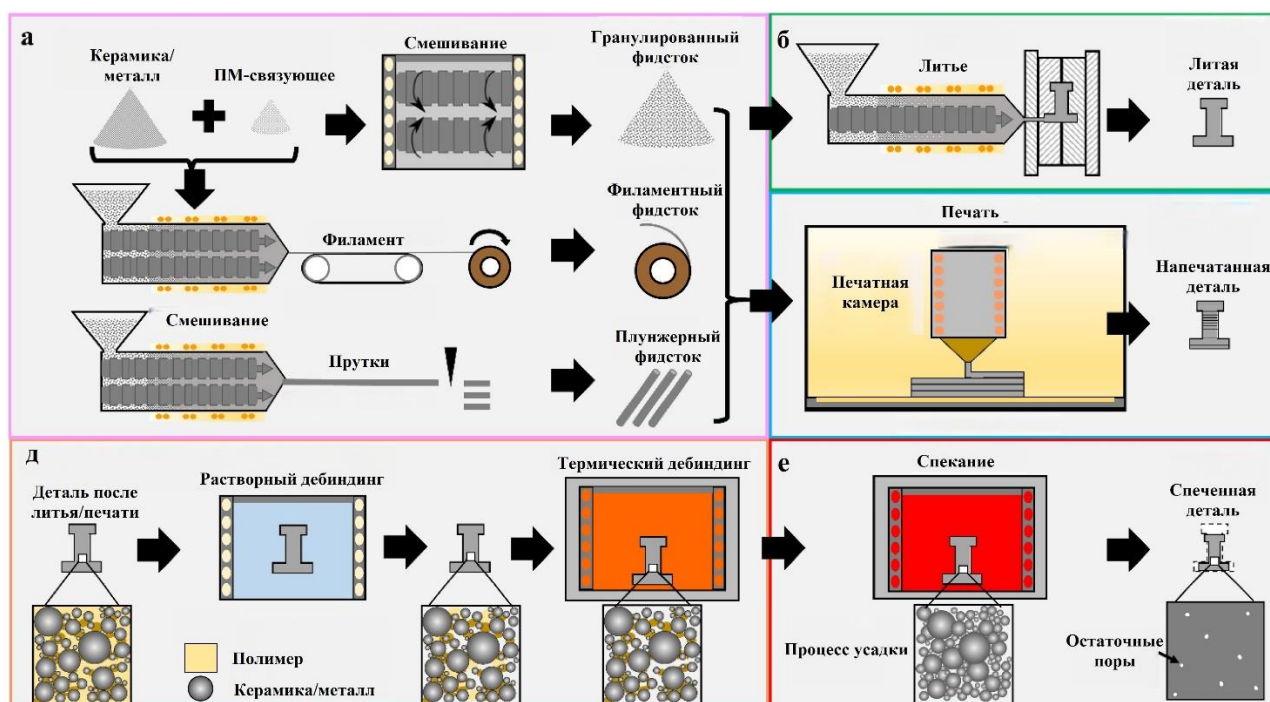 а
Керамика/
металл
ПМ-связующее
Смешивание
Гранулированный
фидсток
Филамент
Филаментный
фидсток
Смешивание
Прутки
Плунжерный
фидсток
б
Литье
Литая
деталь
Печать
Печатная
камера
Напечатанная
деталь
д
Деталь после
литья/печати
Растворный дебиндинг
Термический дебиндинг
Полимер
Керамика/металл
е
Спекание
Спеченная
деталь
Процесс усадки
Остаточные
поры